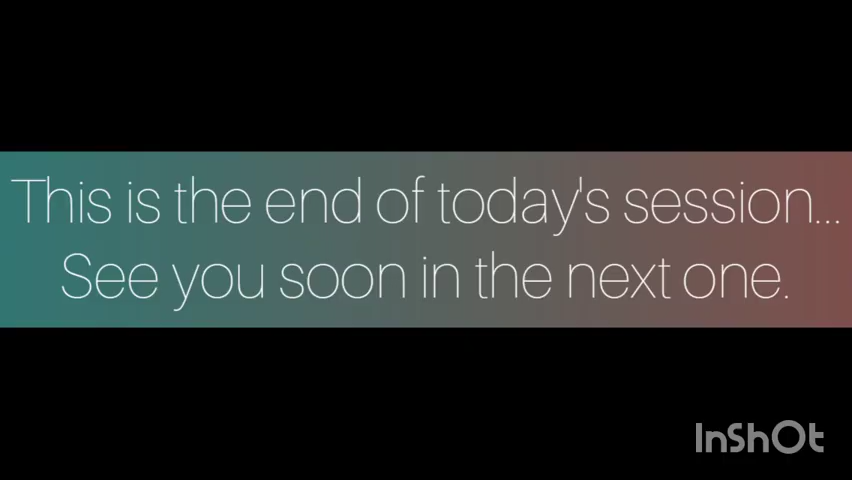 This is the end of today's session...
See you soon in the next one.
InShOt